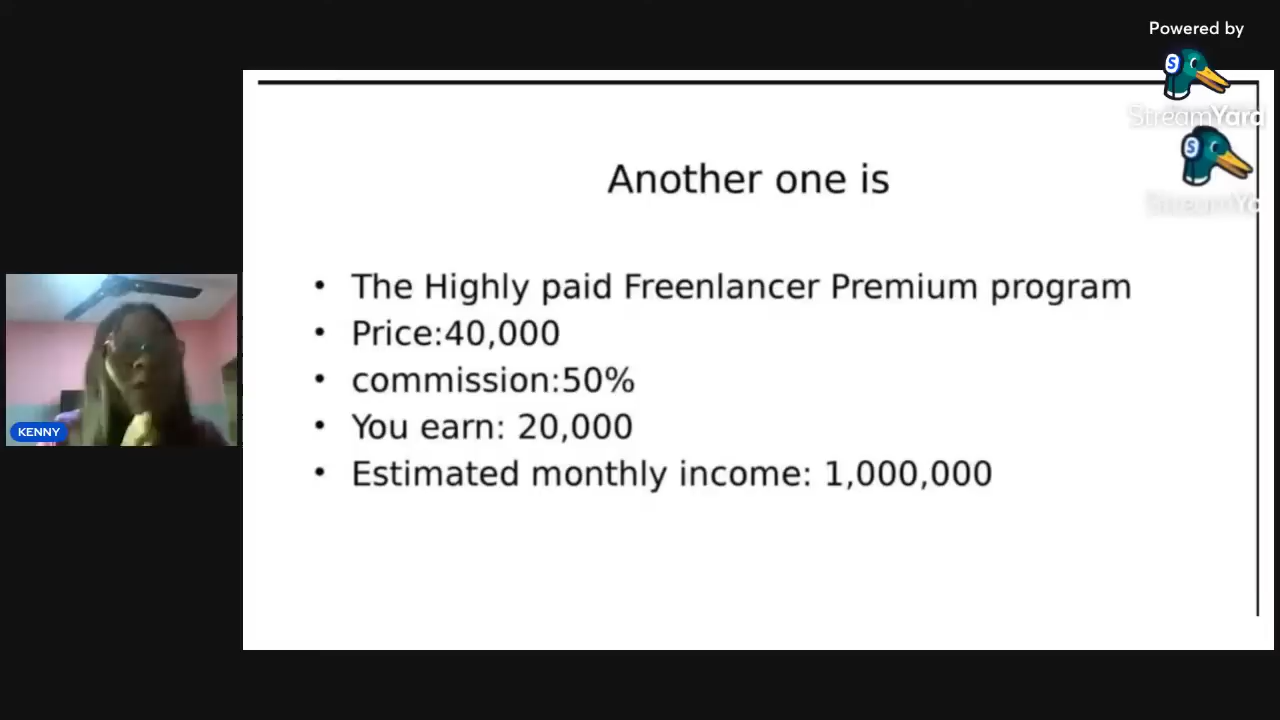 Powered by
StreamYard
StreamYa
Another one is
• The Highly paid Freenlancer Premium program
• Price:40,000
• commission:50%
• You earn: 20,000
• Estimated monthly income: 1,000,000
KENNY